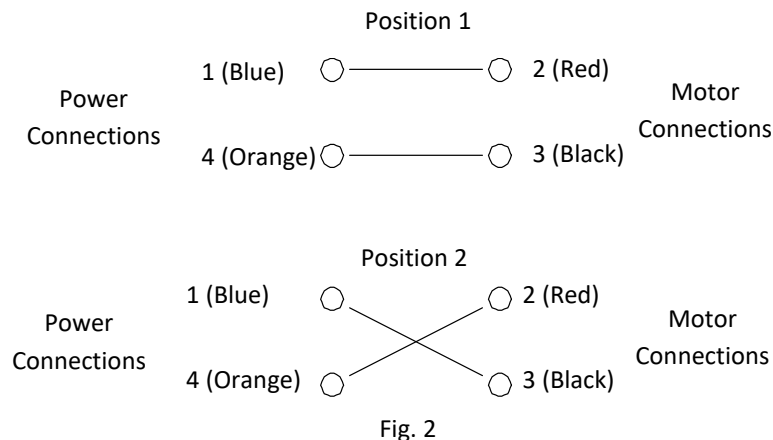 Position 1
1 (Blue)
2 (Red)
Power
Connections
Motor
Connections
4 (Orange)
3 (Black)
Position 2
1 (Blue)
2 (Red)
Power
Connections
Motor
Connections
4 (Orange)
3 (Black)
Fig. 2